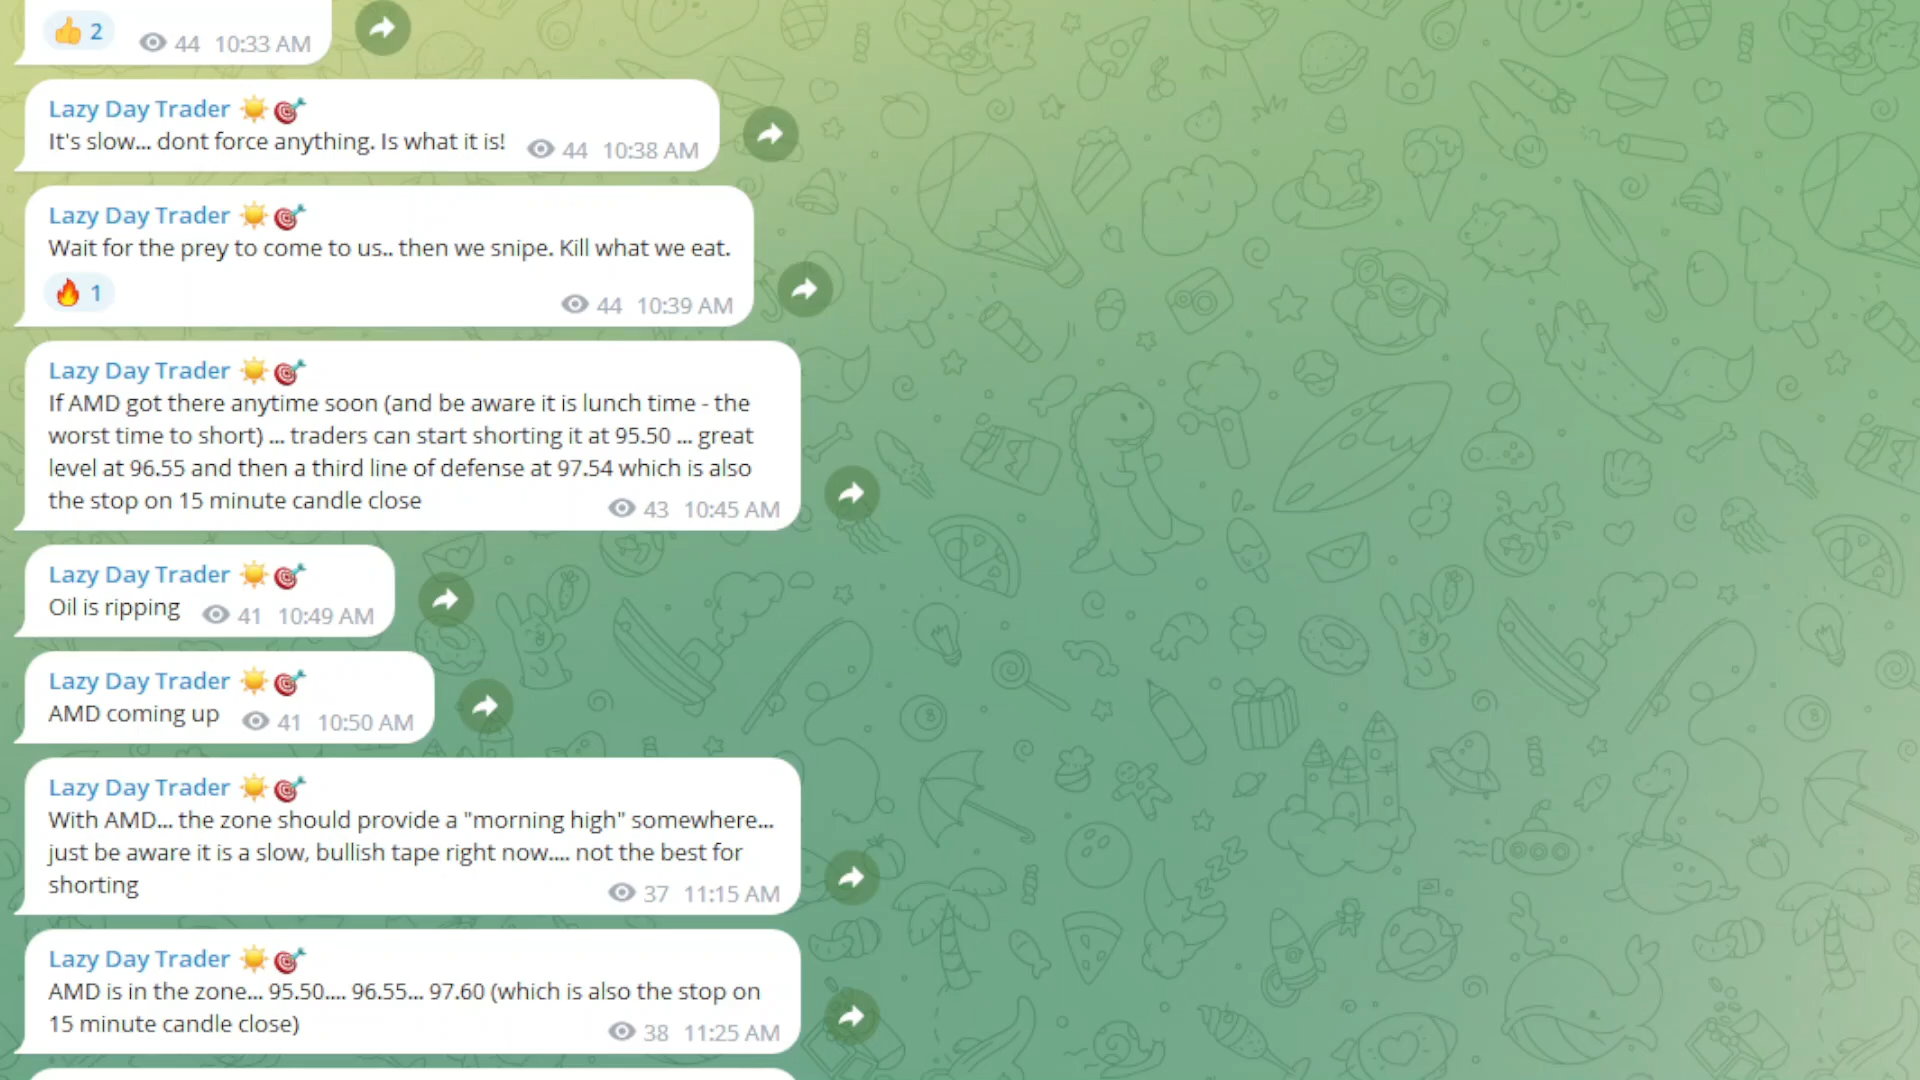 👍 2 44 10:33 AM
Lazy Day Trader ☀️🎯
It's slow... dont force anything. Is what it is! 44 10:38 AM
Lazy Day Trader ☀️🎯
Wait for the prey to come to us.. then we snipe. Kill what we eat.
🔥 1 44 10:39 AM
Lazy Day Trader ☀️🎯
If AMD got there anytime soon (and be aware it is lunch time - the
worst time to short) ... traders can start shorting it at 95.50 ... great
level at 96.55 and then a third line of defense at 97.54 which is also
the stop on 15 minute candle close 43 10:45 AM
Lazy Day Trader ☀️🎯
Oil is ripping 41 10:49 AM
Lazy Day Trader ☀️🎯
AMD coming up 41 10:50 AM
Lazy Day Trader ☀️🎯
With AMD... the zone should provide a "morning high" somewhere...
just be aware it is a slow, bullish tape right now.... not the best for
shorting 37 11:15 AM
Lazy Day Trader ☀️🎯
AMD is in the zone... 95.50.... 96.55... 97.60 (which is also the stop on
15 minute candle close) 38 11:25 AM